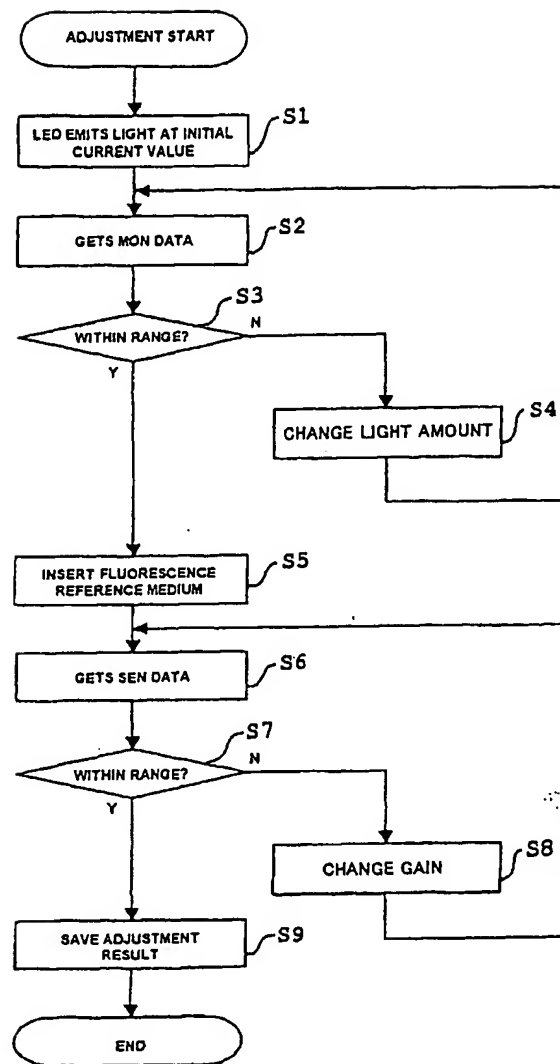 ADJUSTMENT START
LED EMITS LIGHT AT INITIAL
CURRENT VALUE
S1
GETS MON DATA
S2
S3
WITHIN RANGE?
N
Y
CHANGE LIGHT AMOUNT
S4
INSERT FLUORESCENCE
REFERENCE MEDIUM
S5
GETS SEN DATA
S6
S7
WITHIN RANGE?
N
Y
CHANGE GAIN
S8
SAVE ADJUSTMENT
RESULT
S9
END